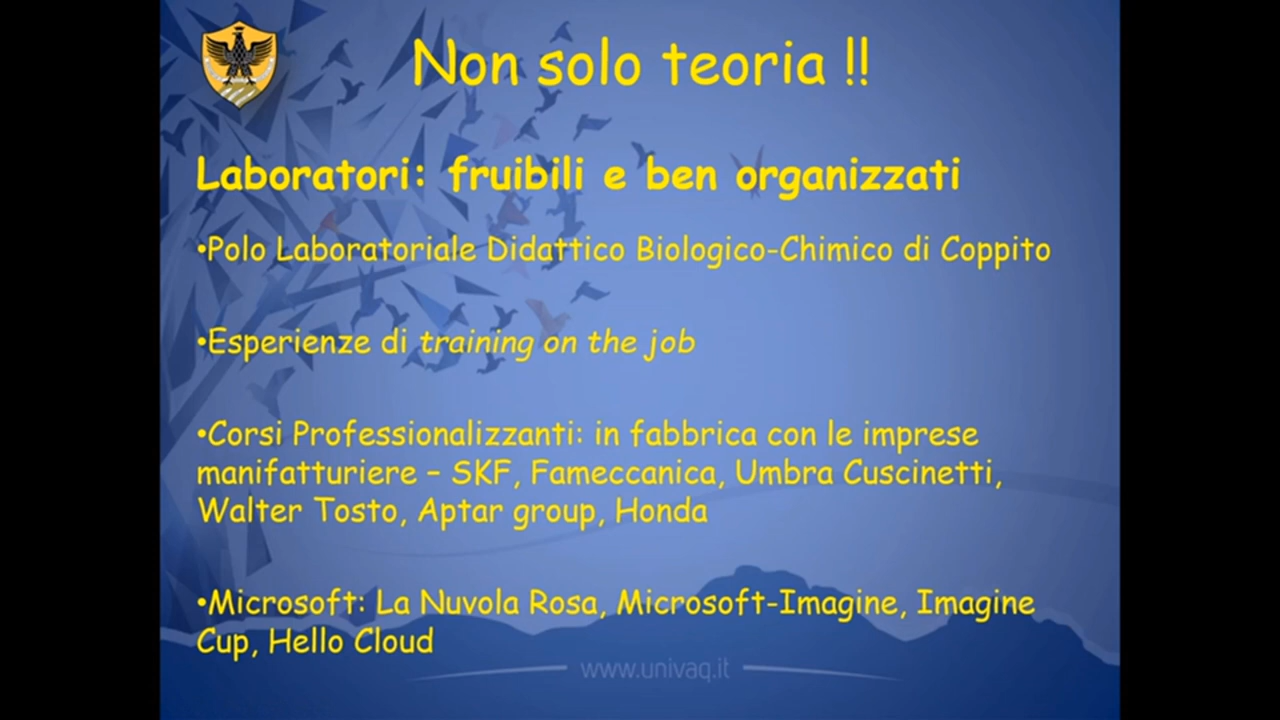 Non solo teoria !!
Laboratori: fruibili e ben organizzati
•Polo Laboratoriale Didattico Biologico-Chimico di Coppito
•Esperienze di training on the job
•Corsi Professionalizzanti: in fabbrica con le imprese
manifatturiere – SKF, Fameccanica, Umbra Cuscinetti,
Walter Tosto, Aptar group, Honda
•Microsoft: La Nuvola Rosa, Microsoft-Imagine, Imagine
Cup, Hello Cloud
www.univaq.it